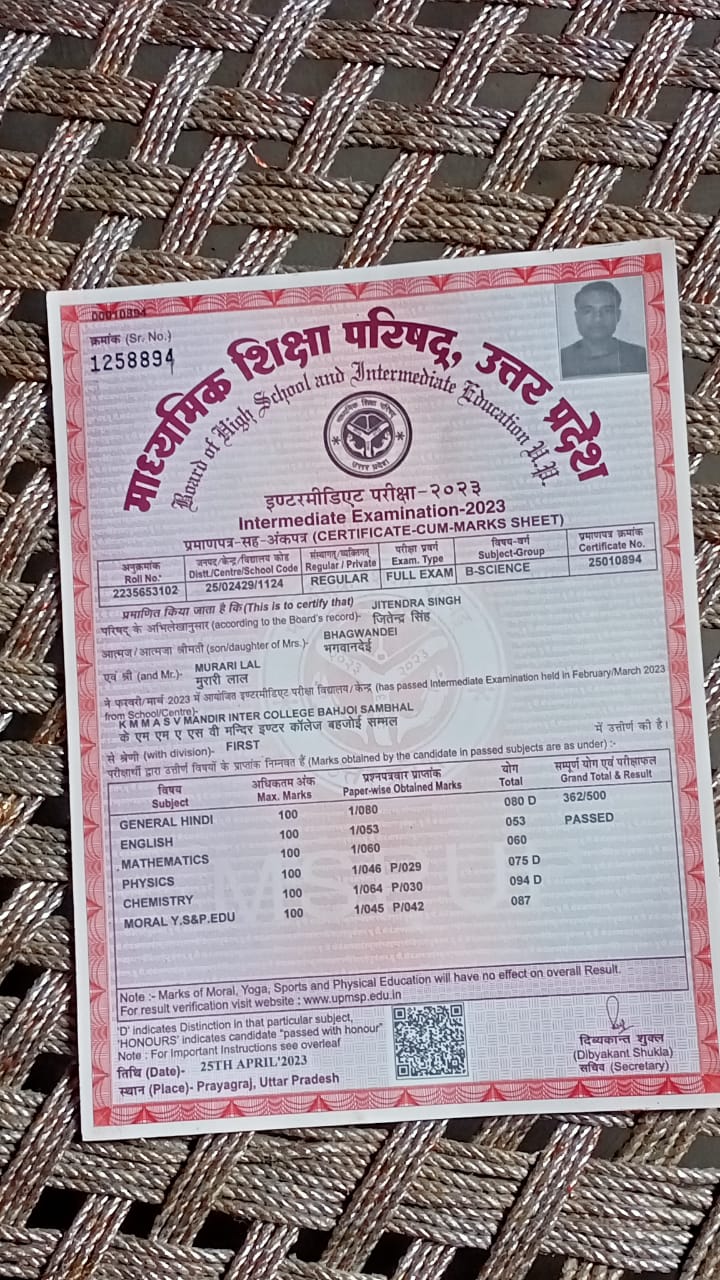 00010894
क्रमांक (Sr. No.)
1258894
माध्यमिक शिक्षा परिषद्, उत्तर प्रदेश
Board of High School and Intermediate Education U.P.
माध्यमिक शिक्षा परिषद्
उत्तर प्रदेश
इण्टरमीडिएट परीक्षा-२०२३
Intermediate Examination-2023
प्रमाणपत्र-सह-अंकपत्र (CERTIFICATE-CUM-MARKS SHEET)
अनुक्रमांक जनपद/केन्द्र/विद्यालय कोड संस्थागत/व्यक्तिगत परीक्षा प्रवर्ग विषय-वर्ग प्रमाणपत्र क्रमांक
Roll No. Distt./Centre/School Code Regular / Private Exam. Type Subject-Group Certificate No.
2235653102 25/02429/1124 REGULAR FULL EXAM B-SCIENCE 25010894
प्रमाणित किया जाता है कि(This is to certify that) JITENDRA SINGH
परिषद के अभिलेखानुसार (according to the Board's record)- जितेन्द्र सिंह
BHAGWANDEI
आत्मज/आत्मजा श्रीमती (son/daughter of Mrs.)- भगवानदेई
MURARI LAL
एवं श्री (and Mr.)- मुरारी लाल
ने फरवरी/मार्च 2023 में आयोजित इण्टरमीडिएट परीक्षा विद्यालय/केन्द्र (has passed Intermediate Examination held in February/March 2023
from School/Centre)-
K M M A S V MANDIR INTER COLLEGE BAHJOI SAMBHAL
के एम एम ए एस वी मन्दिर इण्टर कॉलेज बहजोई सम्भल
में उत्तीर्ण की है।
से श्रेणी (with division)- FIRST
परीक्षार्थी द्वारा उत्तीर्ण विषयों के प्राप्तांक निम्नवत हैं (Marks obtained by the candidate in passed subjects are as under) :-
विषय अधिकतम अंक प्रश्नपत्रवार प्राप्तांक योग सम्पूर्ण योग एवं परीक्षाफल
Subject Max. Marks Paper-wise Obtained Marks Total Grand Total & Result
GENERAL HINDI 100 1/080 080 D 362/500
ENGLISH 100 1/053 053 PASSED
MATHEMATICS 100 1/060 060
PHYSICS 100 1/046 P/029 075 D
CHEMISTRY 100 1/064 P/030 094 D
MORAL Y,S&P.EDU 100 1/045 P/042 087
Note :- Marks of Moral, Yoga, Sports and Physical Education will have no effect on overall Result.
For result verification visit website : www.upmsp.edu.in
'D' indicates Distinction in that particular subject,
'HONOURS' indicates candidate "passed with honour"
Note : For Important Instructions see overleaf
तिथि (Date)- 25TH APRIL'2023
स्थान (Place)- Prayagraj, Uttar Pradesh
दिब्यकान्त शुक्ल
(Dibyakant Shukla)
सचिव (Secretary)